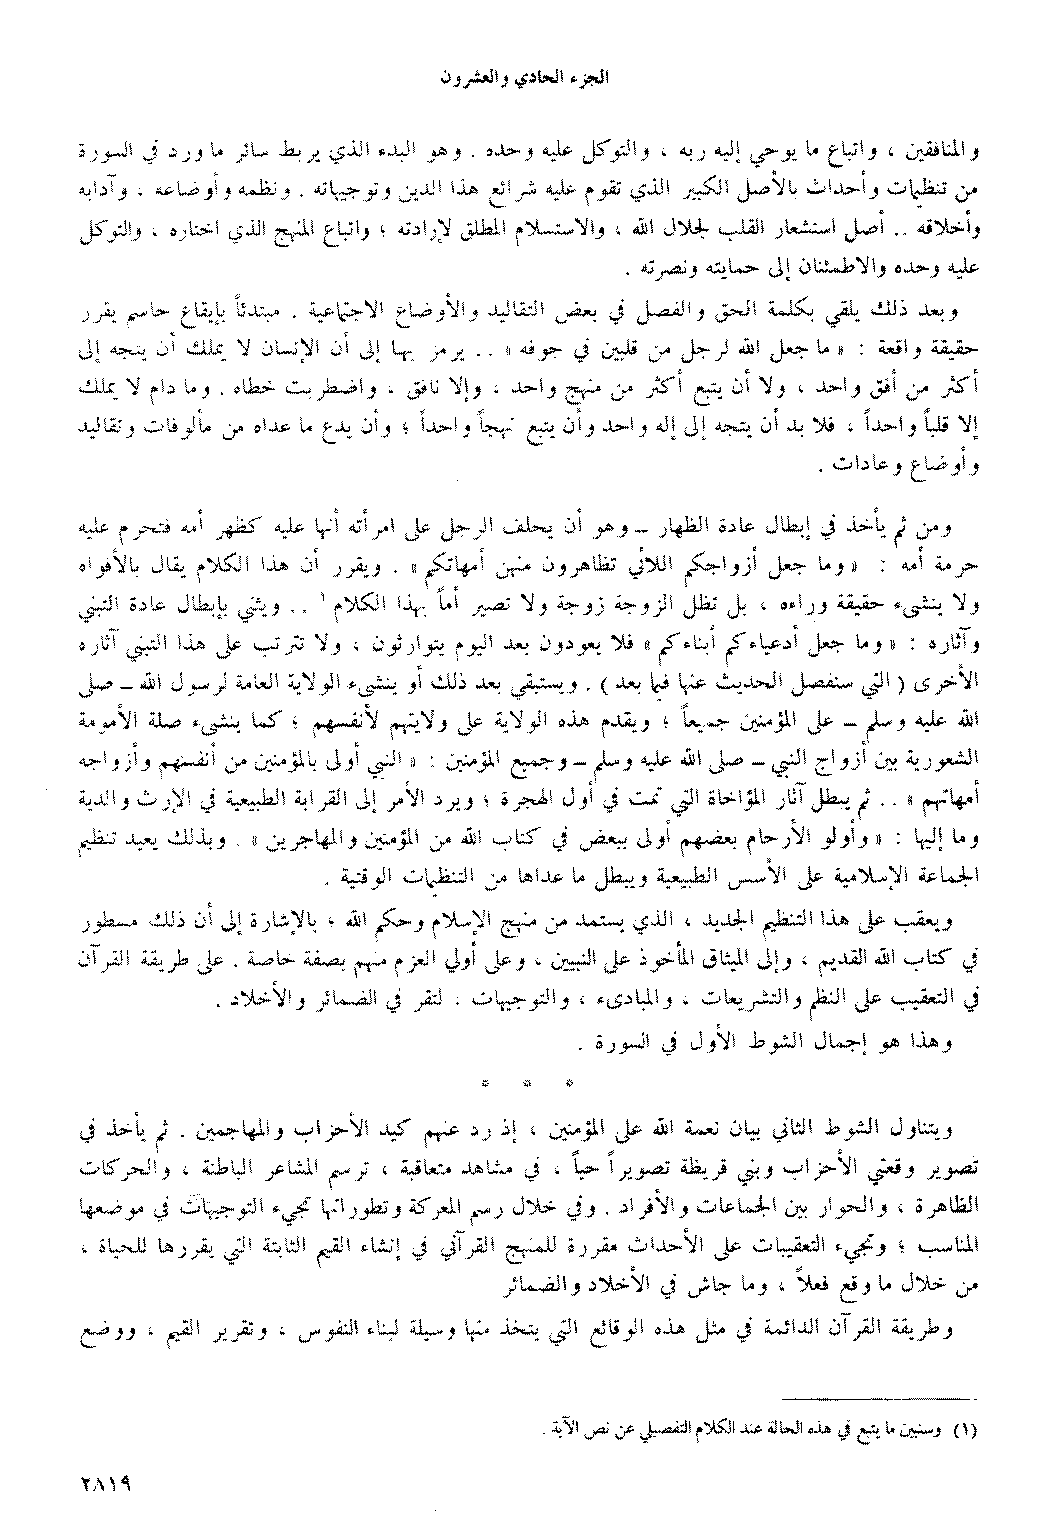 الجزء الحادي والعشرون
والمنافقين ، واتباع ما يوحي إليه ربه ، والتوكل عليه وحده . وهو البدء الذي يربط سائر ما ورد في السورة
من تنظيمات وأحداث بالأصل الكبير الذي تقوم عليه شرائع هذا الدين وتوجيهاته . ونظمه وأوضاعه ، وآدابه
وأخلاقه .. أصل استشعار القلب لجلال الله ، والاستسلام المطلق لإرادته ؛ واتباع المنهج الذي اختاره ، والتوكل
عليه وحده والاطمئنان إلى حمايته ونصرته .
وبعد ذلك يلقي بكلمة الحق والفصل في بعض التقاليد والأوضاع الاجتماعية . مبتدئاً بإيقاع حاسم يقرر
حقيقة واقعة : « ما جعل الله لرجل من قلبين في جوفه » .. يرمز بها إلى أن الإنسان لا يملك أن يتجه إلى
أكثر من أفق واحد ، ولا أن يتبع أكثر من منهج واحد ، وإلا نافق ، واضطربت خطاه . وما دام لا يملك
إلا قلباً واحداً ، فلا بد أن يتجه إلى إله واحد وأن يتبع نهجاً واحداً ؛ وأن يدع ما عداه من مألوفات وتقاليد
وأوضاع وعادات .
ومن ثم يأخذ في إبطال عادة الظهار – وهو أن يحلف الرجل على امرأته أنها عليه كظهر أمه فتحرم عليه
حرمة أمه : « وما جعل أزواجكم اللائي تظاهرون منهن أمهاتكم » . ويقرر أن هذا الكلام يقال بالأفواه
ولا ينشىء حقيقة وراءه ، بل تظل الزوجة زوجة ولا تصير أماً بهذا الكلام ١ .. ويثني بإبطال عادة التبني
وآثاره : « وما جعل أدعياءكم أبناءكم » فلا يعودون بعد اليوم يتوارثون ، ولا تترتب على هذا التبني آثاره
الأخرى ( التي سنفصل الحديث عنها فيما بعد ) . ويستبقي بعد ذلك أو ينشىء الولاية العامة لرسول الله – صلى
الله عليه وسلم – على المؤمنين جميعاً ؛ ويقدم هذه الولاية على ولايتهم لأنفسهم ؛ كما ينشىء صلة الأمومة
الشعورية بين أزواج النبي – صلى الله عليه وسلم – وجميع المؤمنين : « النبي أولى بالمؤمنين من أنفسهم وأزواجه
أمهاتهم » .. ثم يبطل آثار المؤاخاة التي تمت في أول الهجرة ؛ ويرد الأمر إلى القرابة الطبيعية في الإرث والدية
وما إليها : « وأولو الأرحام بعضهم أولى ببعض في كتاب الله من المؤمنين والمهاجرين » . وبذلك يعيد تنظيم
الجماعة الإسلامية على الأسس الطبيعية ويبطل ما عداها من التنظيمات الوقتية .
ويعقب على هذا التنظيم الجديد ، الذي يستمد من منهج الإسلام وحكم الله ؛ بالإشارة إلى أن ذلك مسطور
في كتاب الله القديم ، وإلى الميثاق المأخوذ على النبيين ، وعلى أولي العزم منهم بصفة خاصة . على طريقة القرآن
في التعقيب على النظم والتشريعات ، والمبادىء ، والتوجيهات ، لتقر في الضمائر والأخلاد .
وهذا هو إجمال الشوط الأول في السورة .
* * *
ويتناول الشوط الثاني بيان نعمة الله على المؤمنين ، إذ رد عنهم كيد الأحزاب والمهاجمين . ثم يأخذ في
تصوير وقعتي الأحزاب وبني قريظة تصويراً حياً ، في مشاهد متعاقبة ، ترسم المشاعر الباطنة ، والحركات
الظاهرة ، والحوار بين الجماعات والأفراد . وفي خلال رسم المعركة وتطوراتها تجيء التوجيهات في موضعها
المناسب ؛ وتجيء التعقيبات على الأحداث مقررة للمنهج القرآني في إنشاء القيم الثابتة التي يقررها للحياة ،
من خلال ما وقع فعلاً ، وما جاش في الأخلاد والضمائر
وطريقة القرآن الدائمة في مثل هذه الوقائع التي يتخذ منها وسيلة لبناء النفوس ، وتقرير القيم ، ووضع
(١) وسنبين ما يتبع في هذه الحالة عند الكلام التفصيلي عن نص الآية .
٢٨١٩